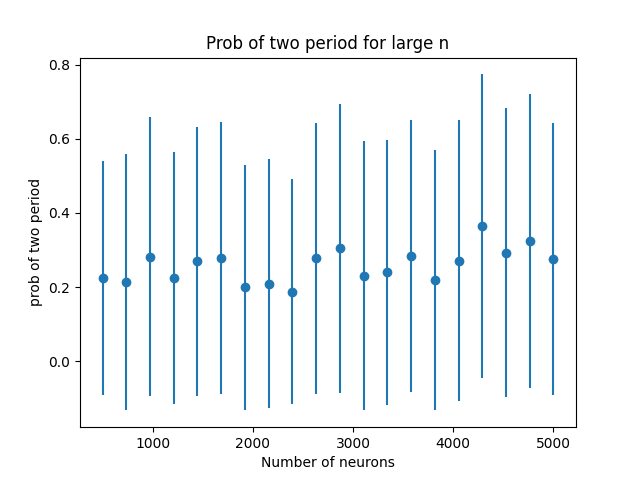 Prob of two period for large n
0.8
0.6
0.4
0.2
0.0
prob of two period
1000 2000 3000 4000 5000
Number of neurons